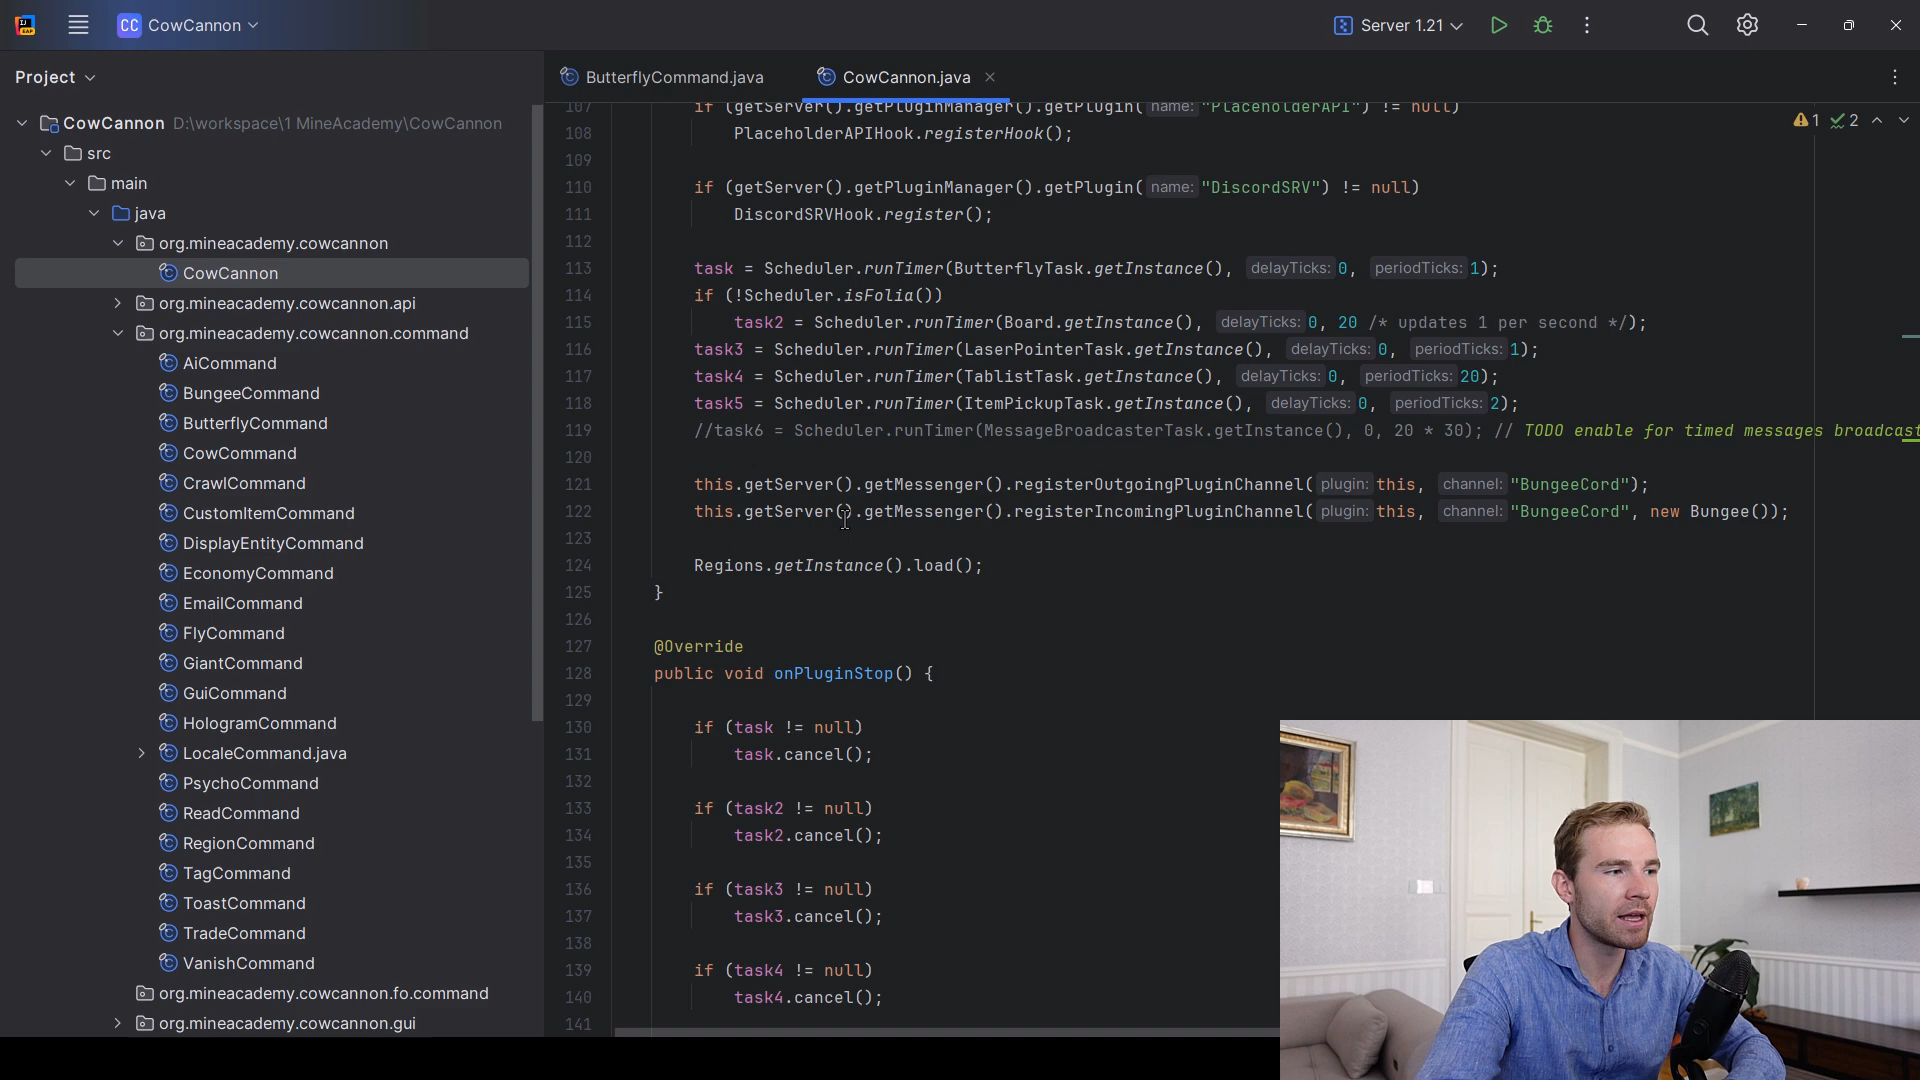 CC CowCannon
Server 1.21
Project
ButterflyCommand.java
CowCannon.java
CowCannon D:\workspace\1 MineAcademy\CowCannon
src
main
java
org.mineacademy.cowcannon
CowCannon
org.mineacademy.cowcannon.api
org.mineacademy.cowcannon.command
AiCommand
BungeeCommand
ButterflyCommand
CowCommand
CrawlCommand
CustomItemCommand
DisplayEntityCommand
EconomyCommand
EmailCommand
FlyCommand
GiantCommand
GuiCommand
HologramCommand
LocaleCommand.java
PsychoCommand
ReadCommand
RegionCommand
TagCommand
ToastCommand
TradeCommand
VanishCommand
org.mineacademy.cowcannon.fo.command
org.mineacademy.cowcannon.gui
1 2
107 if (getServer().getPluginManager().getPlugin( name: "PlaceholderAPI") != null)
108 PlaceholderAPIHook.registerHook();
109
110 if (getServer().getPluginManager().getPlugin( name: "DiscordSRV") != null)
111 DiscordSRVHook.register();
112
113 task = Scheduler.runTimer(ButterflyTask.getInstance(), delayTicks: 0, periodTicks: 1);
114 if (!Scheduler.isFolia())
115 task2 = Scheduler.runTimer(Board.getInstance(), delayTicks: 0, 20 /* updates 1 per second */);
116 task3 = Scheduler.runTimer(LaserPointerTask.getInstance(), delayTicks: 0, periodTicks: 1);
117 task4 = Scheduler.runTimer(TablistTask.getInstance(), delayTicks: 0, periodTicks: 20);
118 task5 = Scheduler.runTimer(ItemPickupTask.getInstance(), delayTicks: 0, periodTicks: 2);
119 //task6 = Scheduler.runTimer(MessageBroadcasterTask.getInstance(), 0, 20 * 30); // TODO enable for timed messages broadcast
120
121 this.getServer().getMessenger().registerOutgoingPluginChannel( plugin: this, channel: "BungeeCord");
122 this.getServer().getMessenger().registerIncomingPluginChannel( plugin: this, channel: "BungeeCord", new Bungee());
123
124 Regions.getInstance().load();
125 }
126
127 @Override
128 public void onPluginStop() {
129
130 if (task != null)
131 task.cancel();
132
133 if (task2 != null)
134 task2.cancel();
135
136 if (task3 != null)
137 task3.cancel();
138
139 if (task4 != null)
140 task4.cancel();
141